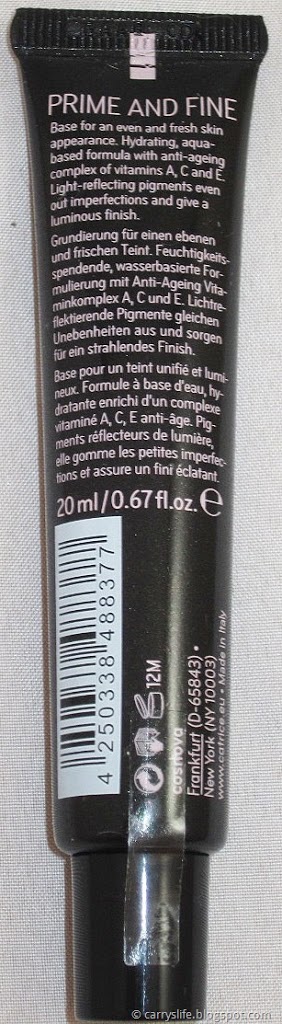 PRIME AND FINE
Base for an even and fresh skin
appearance. Hydrating, aqua-
based formula with anti-ageing
complex of vitamins A, C and E.
Light-reflecting pigments even
out imperfections and give a
luminous finish.
Grundierung für einen ebenen
und frischen Teint. Feuchtigkeits-
spendende, wasserbasierte For-
mulierung mit Anti-Ageing Vita-
minkomplex A, C und E. Lichtre-
flektierende Pigmente gleichen
Unebenheiten aus und sorgen
für ein strahlendes Finish.
Base pour un teint unifié et lumi-
neux. Formule à base d'eau, hy-
dratante enrichi d'un complexe
vitaminé A, C, E anti-âge. Pig-
ments réflecteurs de lumière,
elle gomme les petites imperfec-
tions et assure un fini éclatant.
20 ml / 0.67 fl.oz. e
4 250338 488377
12M
cosnova
Frankfurt (D-65843) •
New York (NY 10003)
www.catrice.eu • Made in Italy
© carryslife.blogspot.com